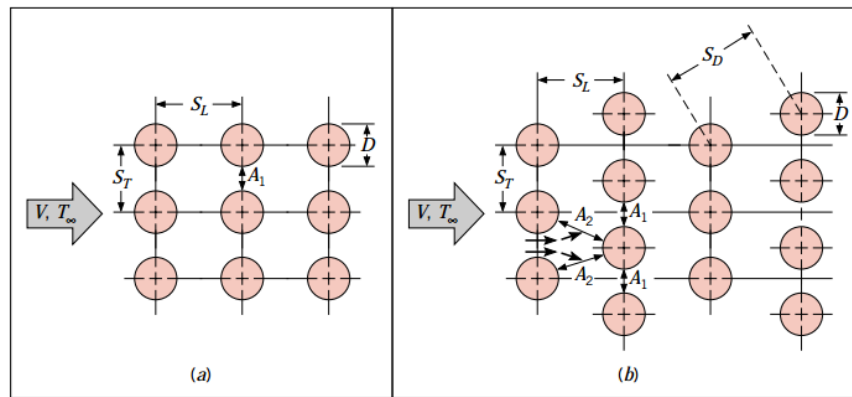 S_L
D
S_T
A_1
V, T_∞
(a)
S_D
S_L
D
S_T
A_2
A_1
V, T_∞
A_2
A_1
(b)